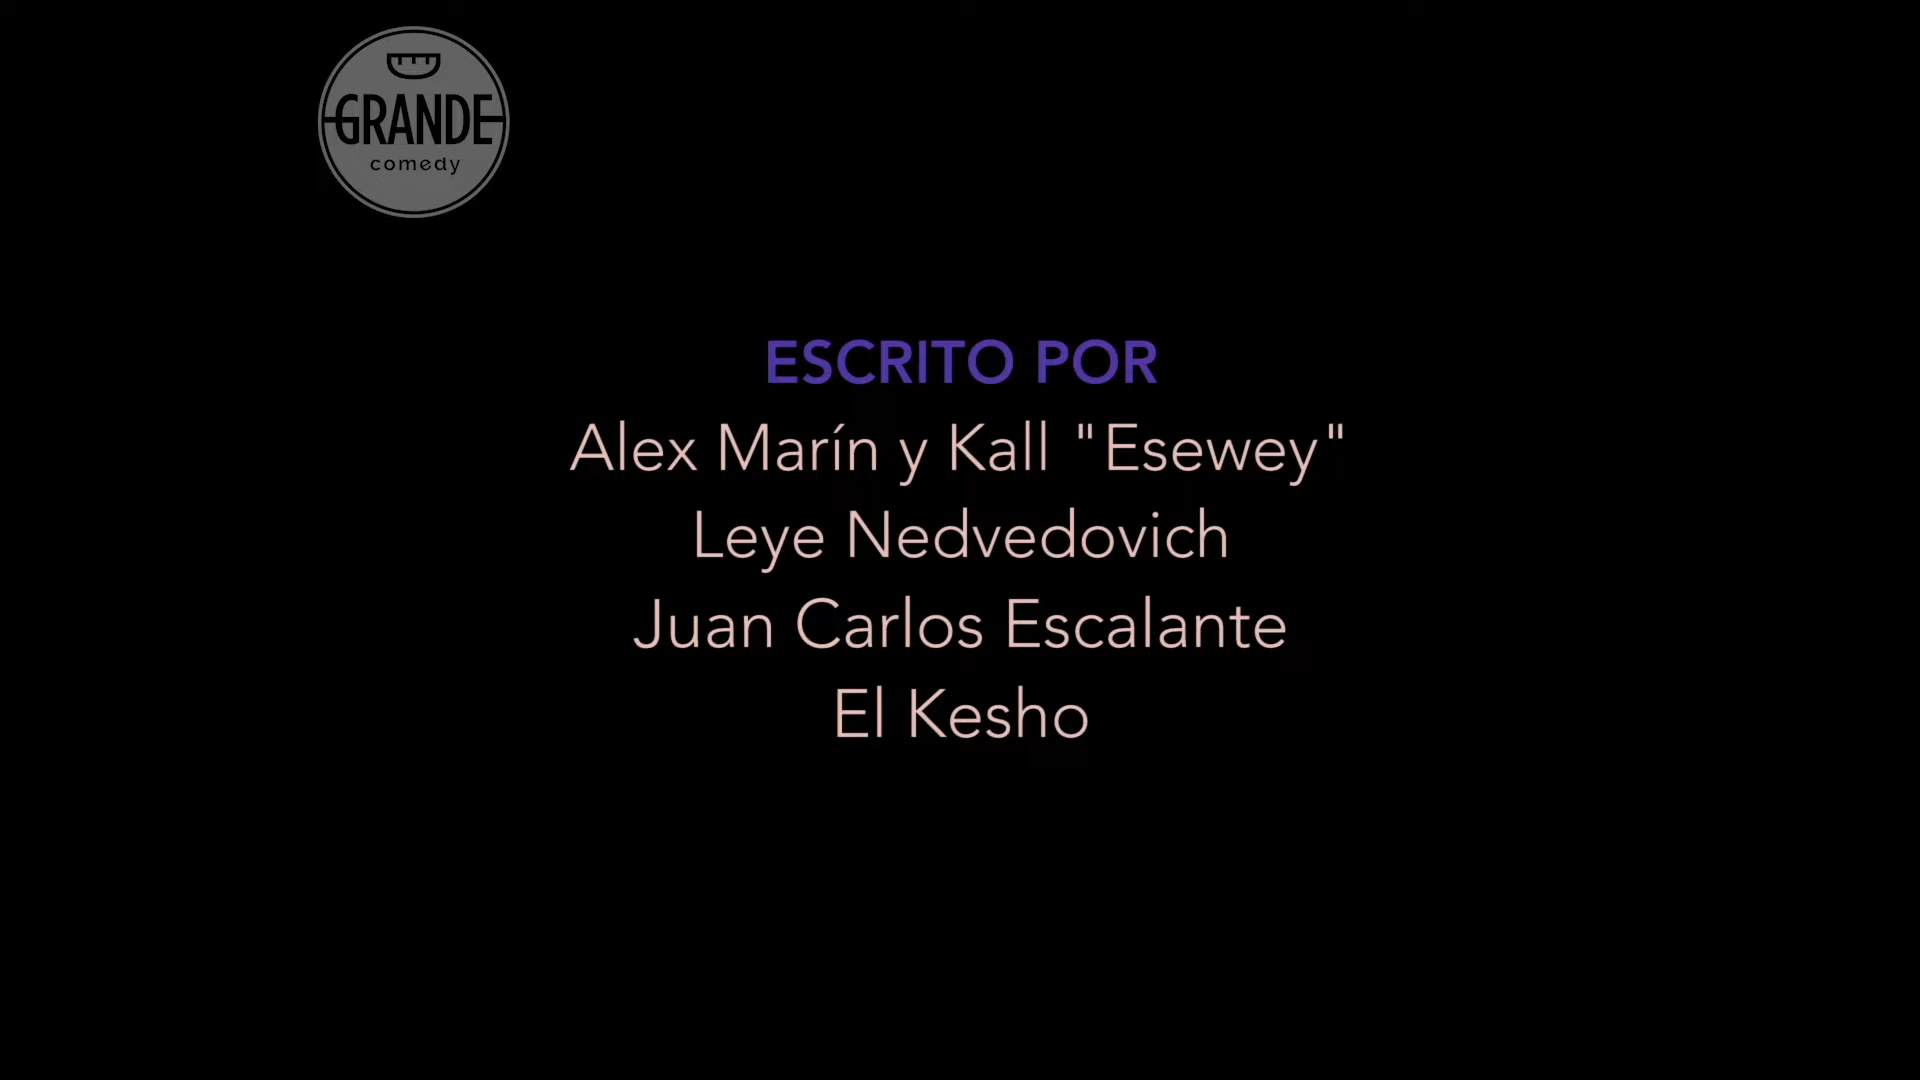 GRANDE
comedy
ESCRITO POR
Alex Marín y Kall "Esewey"
Leye Nedvedovich
Juan Carlos Escalante
El Kesho